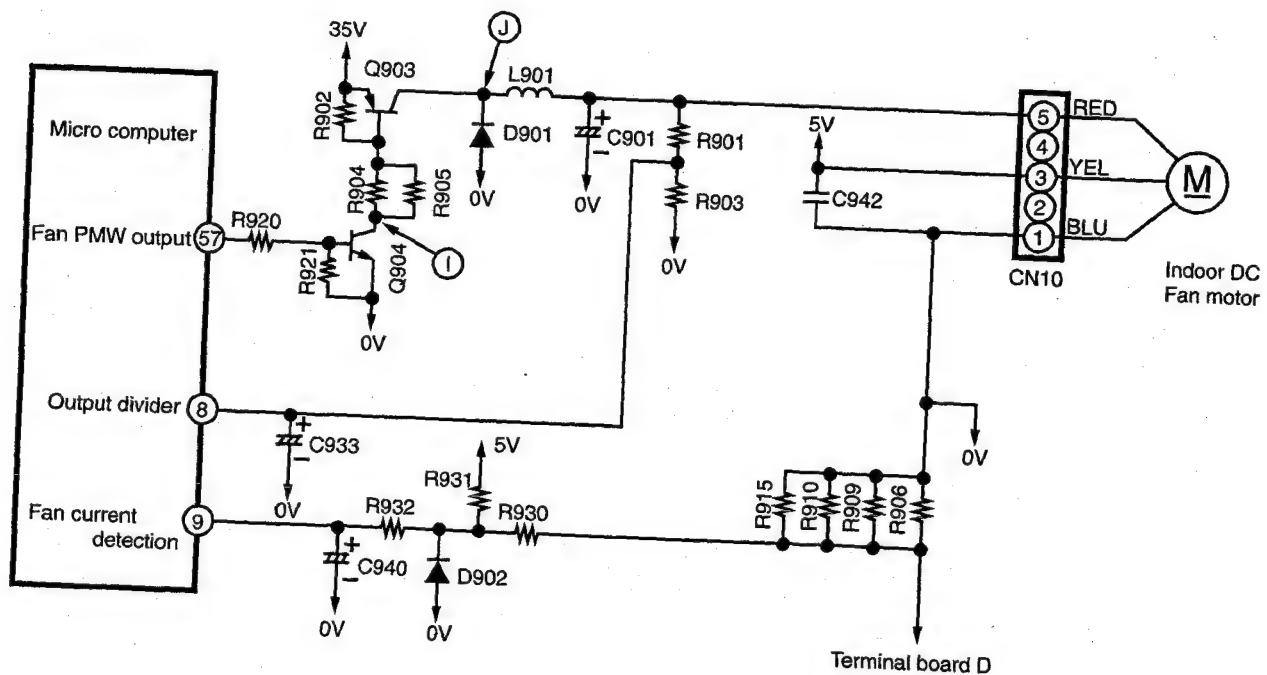 35V
J
Q903
L901
R902
D901
C901
+
−
R901
5
RED
Micro computer
5V
4
0V
0V
R904
R905
3
YEL
M
R903
C942
2
R920
Fan PMW output
57
I
1
BLU
R921
Q904
0V
CN10
Indoor DC
Fan motor
0V
Output divider
8
+
C933
−
5V
0V
R931
R915
R910
R909
R906
0V
R932
R930
Fan current
detection
9
+
C940
−
D902
0V
0V
Terminal board D